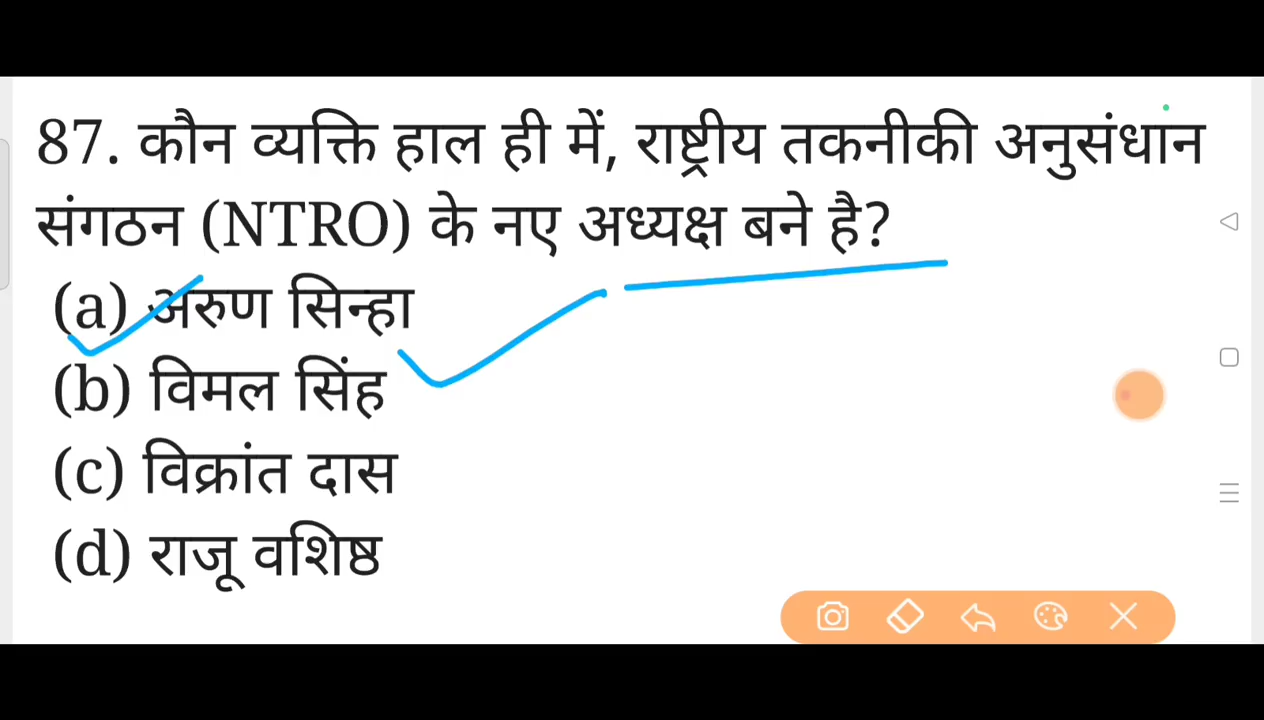 87. कौन व्यक्ति हाल ही में, राष्ट्रीय तकनीकी अनुसंधान
संगठन (NTRO) के नए अध्यक्ष बने है?
(a) अरुण सिन्हा
(b) विमल सिंह
(c) विक्रांत दास
(d) राजू वशिष्ठ